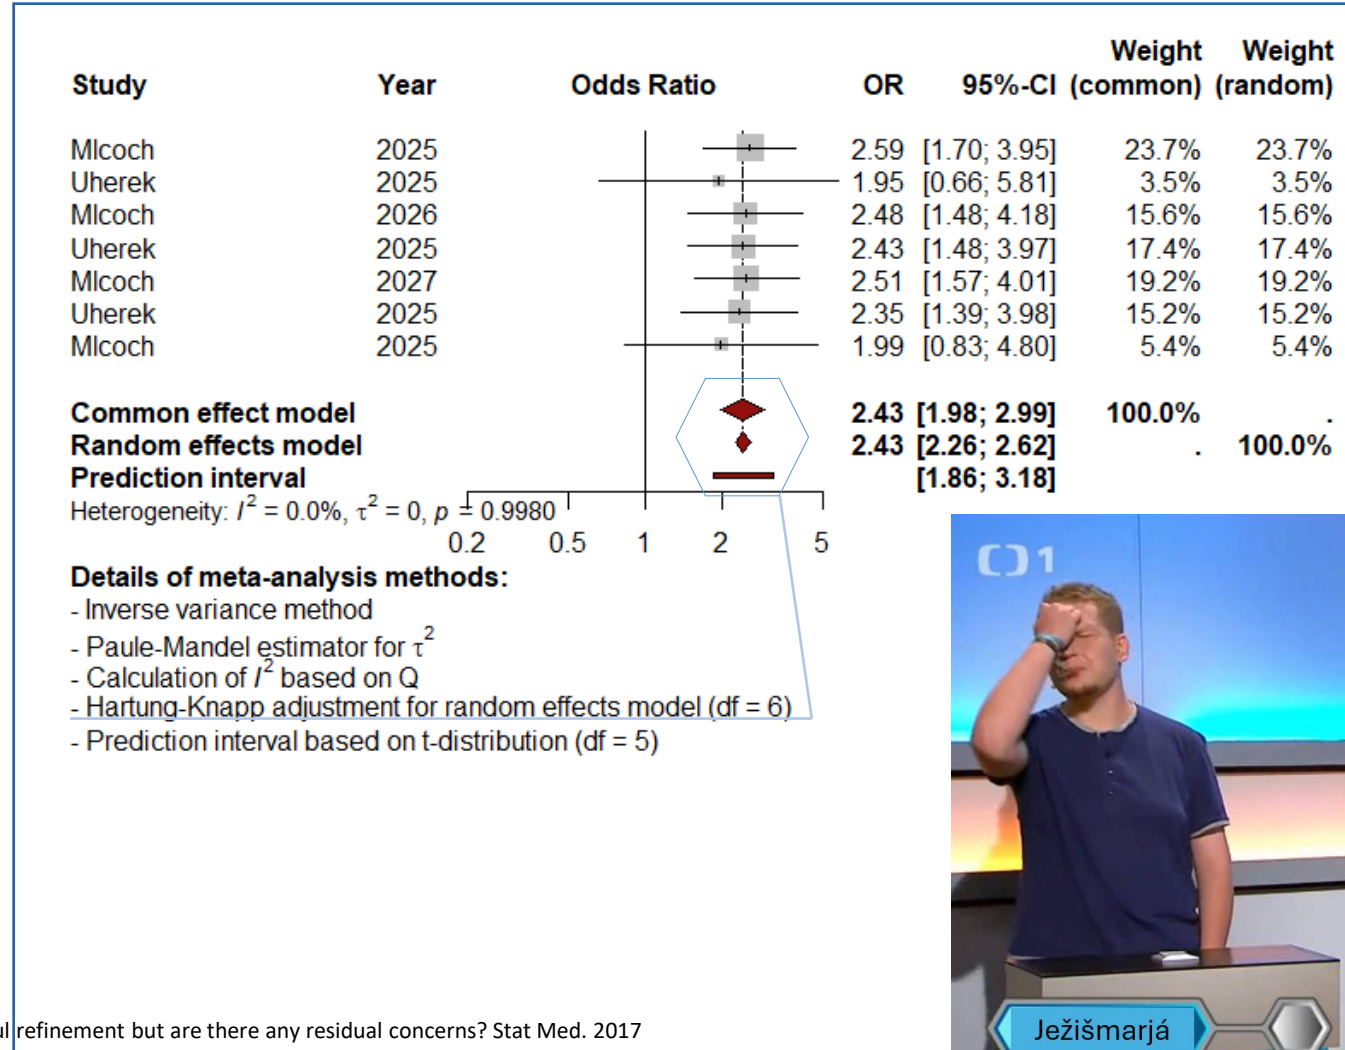 Study Year Odds Ratio OR 95%-CI Weight (common) Weight (random)
Mlcoch 2025 2.59 [1.70; 3.95] 23.7% 23.7%
Uherek 2025 1.95 [0.66; 5.81] 3.5% 3.5%
Mlcoch 2026 2.48 [1.48; 4.18] 15.6% 15.6%
Uherek 2025 2.43 [1.48; 3.97] 17.4% 17.4%
Mlcoch 2027 2.51 [1.57; 4.01] 19.2% 19.2%
Uherek 2025 2.35 [1.39; 3.98] 15.2% 15.2%
Mlcoch 2025 1.99 [0.83; 4.80] 5.4% 5.4%
Common effect model 2.43 [1.98; 2.99] 100.0% .
Random effects model 2.43 [2.26; 2.62] . 100.0%
Prediction interval [1.86; 3.18]
Heterogeneity: I² = 0.0%, τ² = 0, p = 0.9980
0.2 0.5 1 2 5
Details of meta-analysis methods:
- Inverse variance method
- Paule-Mandel estimator for τ²
- Calculation of I² based on Q
- Hartung-Knapp adjustment for random effects model (df = 6)
- Prediction interval based on t-distribution (df = 5)
1
Ježišmarjá
refinement but are there any residual concerns? Stat Med. 2017